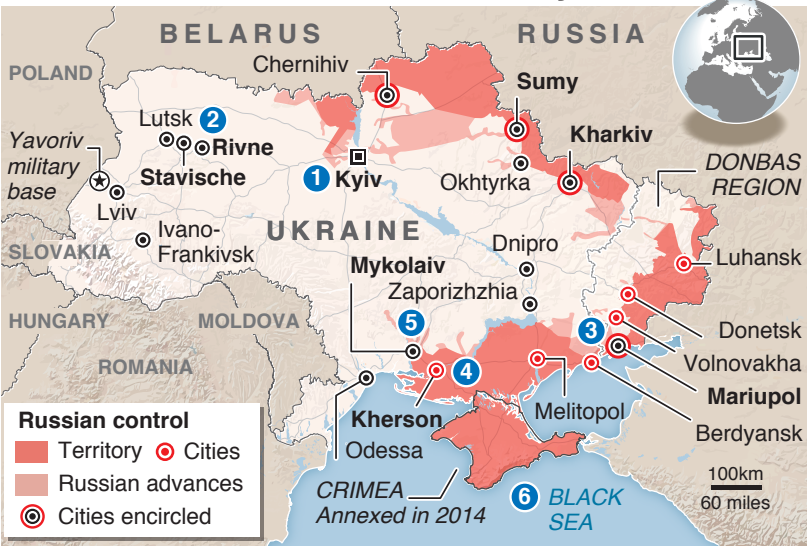 BELARUS
RUSSIA
POLAND
Chernihiv
Sumy
Lutsk
2
Rivne
Kharkiv
Yavoriv
military
base
Stavische
1
Kyiv
Okhtyrka
DONBAS
REGION
Lviv
Ivano-
Frankivsk
UKRAINE
SLOVAKIA
Dnipro
Mykolaiv
Luhansk
Zaporizhzhia
HUNGARY
MOLDOVA
5
3
Donetsk
Volnovakha
ROMANIA
4
Mariupol
Kherson
Melitopol
Berdyansk
Odessa
Russian control
Territory
Cities
Russian advances
Cities encircled
CRIMEA
Annexed in 2014
6
BLACK
SEA
100km
60 miles